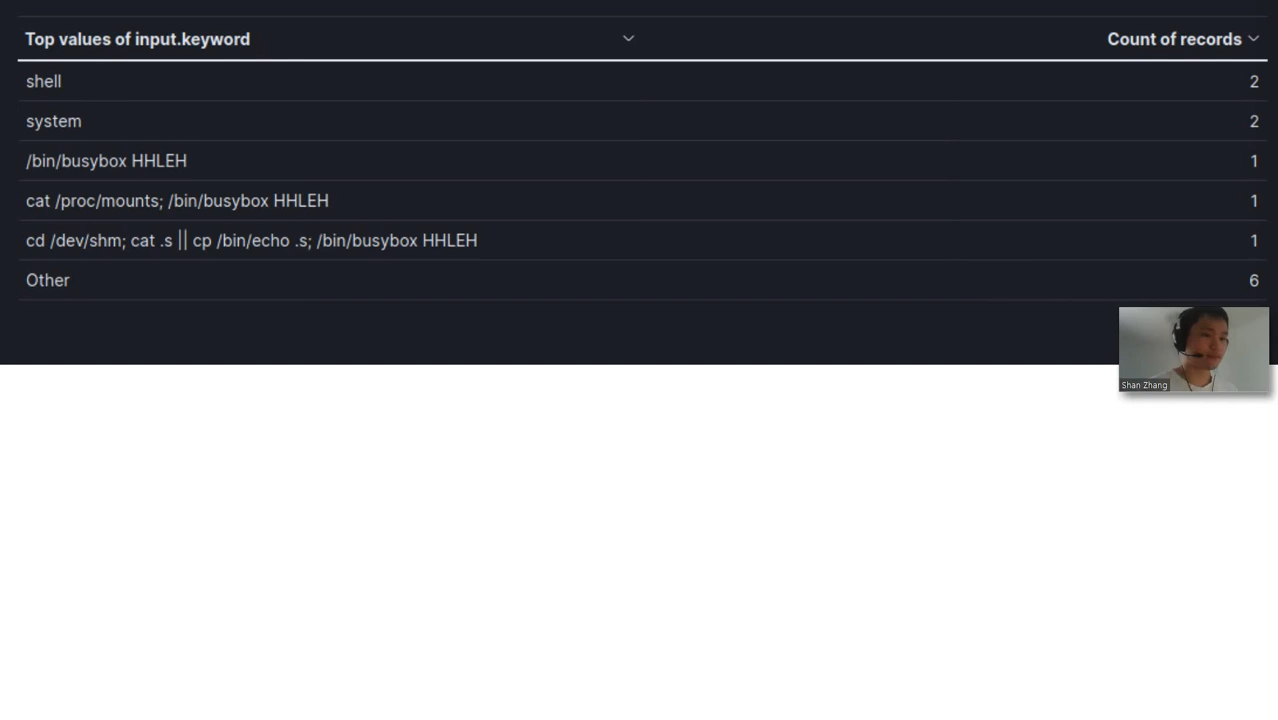 Top values of input.keyword Count of records
shell 2
system 2
/bin/busybox HHLEH 1
cat /proc/mounts; /bin/busybox HHLEH 1
cd /dev/shm; cat .s || cp /bin/echo .s; /bin/busybox HHLEH 1
Other 6
Shan Zhang